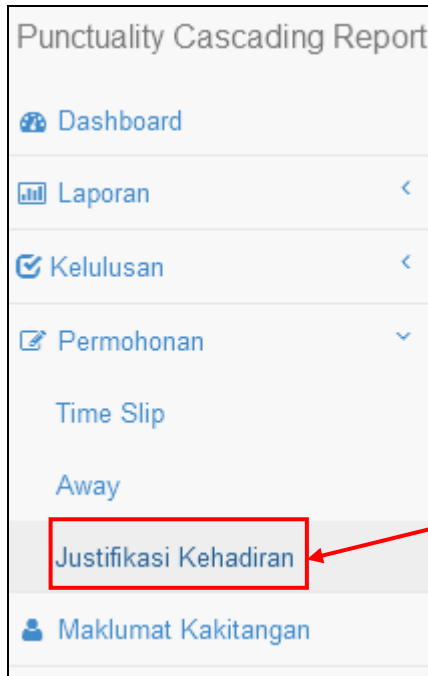 Punctuality Cascading Report
Dashboard
Laporan
Kelulusan
Permohonan
Time Slip
Away
Justifikasi Kehadiran
Maklumat Kakitangan